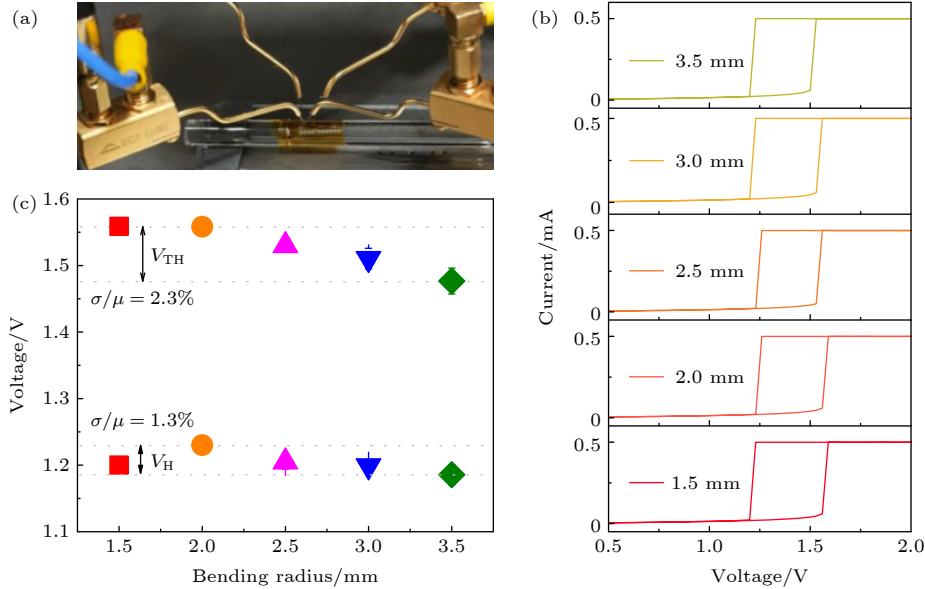 (a)
(b)
0.5
3.5 mm
0
0.5
3.0 mm
0
0.5
2.5 mm
0
0.5
2.0 mm
0
0.5
1.5 mm
0
0.5
1.0
1.5
2.0
Current/mA
Voltage/V
(c)
1.6
1.5
1.4
1.3
1.2
1.1
Voltage/V
V_TH
σ/μ = 2.3%
σ/μ = 1.3%
V_H
1.5
2.0
2.5
3.0
3.5
Bending radius/mm